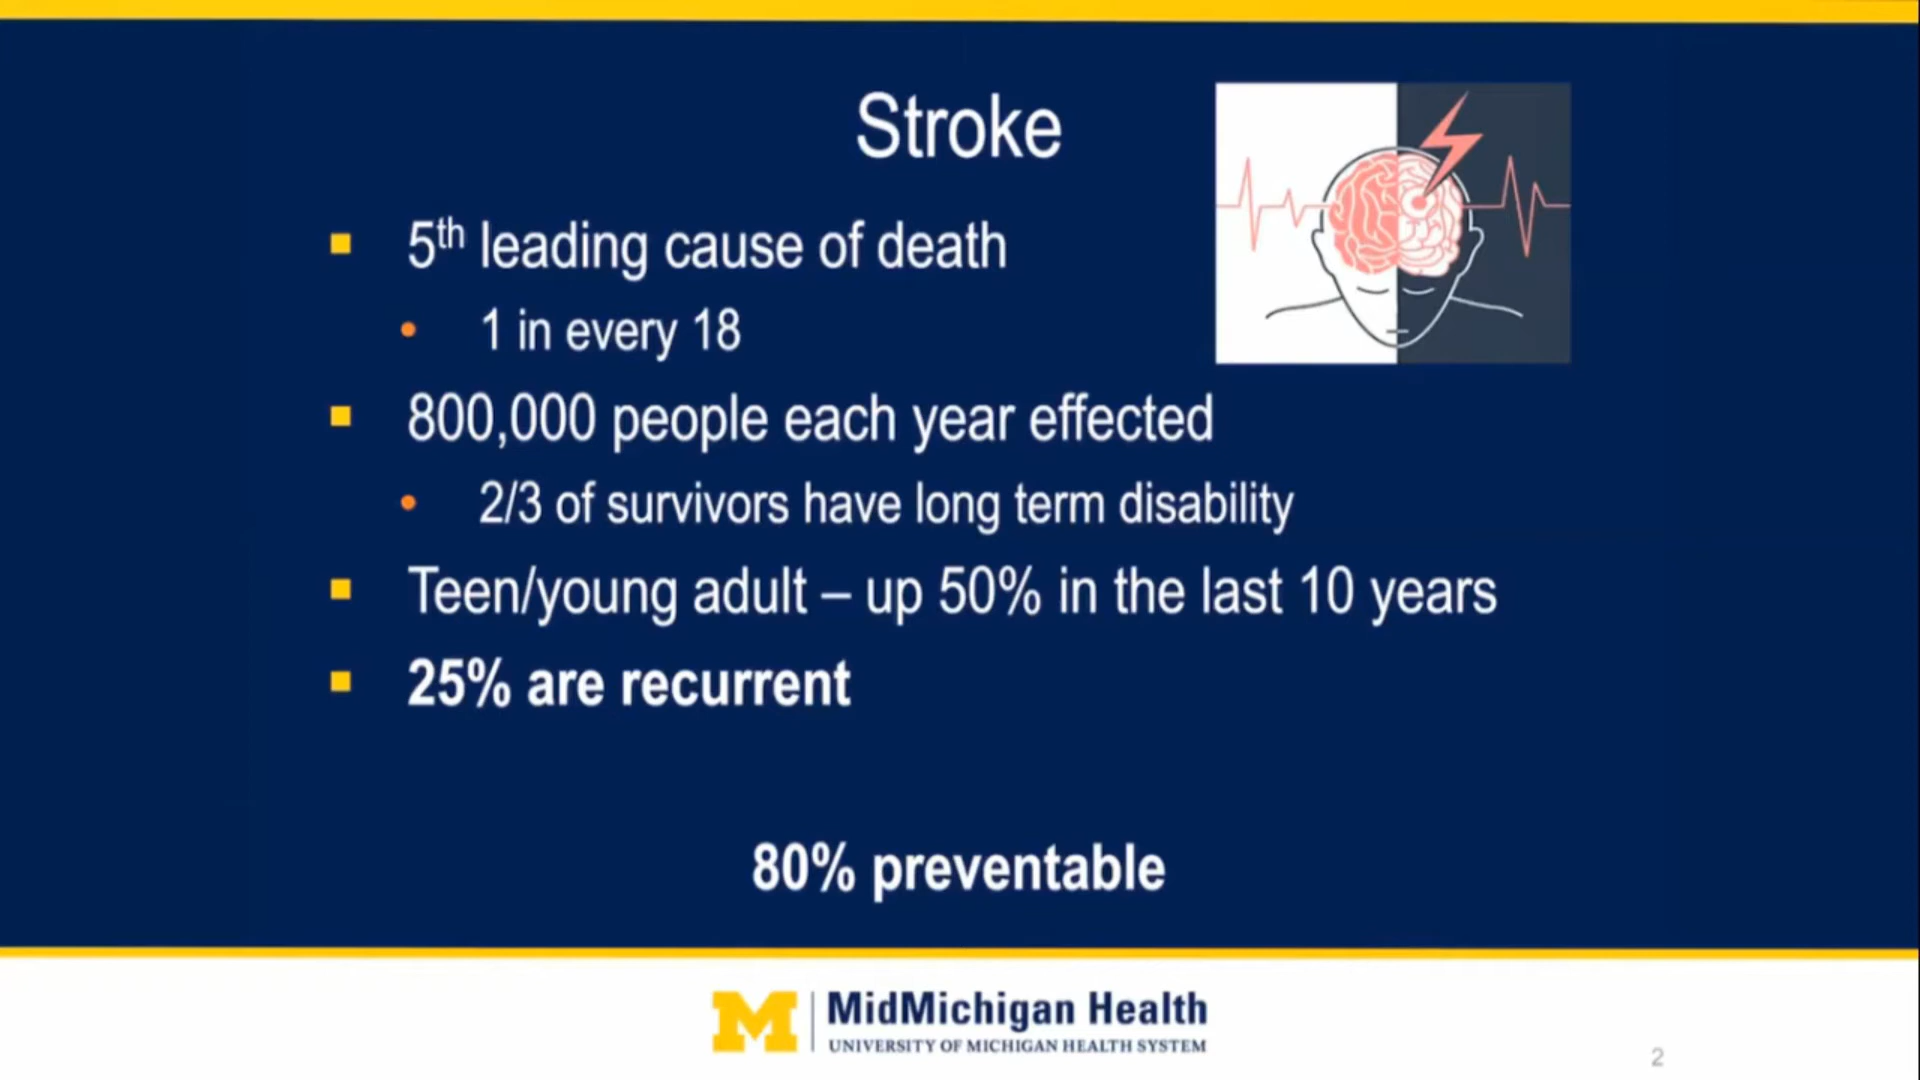 Stroke
5th leading cause of death
1 in every 18
800,000 people each year effected
2/3 of survivors have long term disability
Teen/young adult – up 50% in the last 10 years
25% are recurrent
80% preventable
M MidMichigan Health
UNIVERSITY OF MICHIGAN HEALTH SYSTEM
2